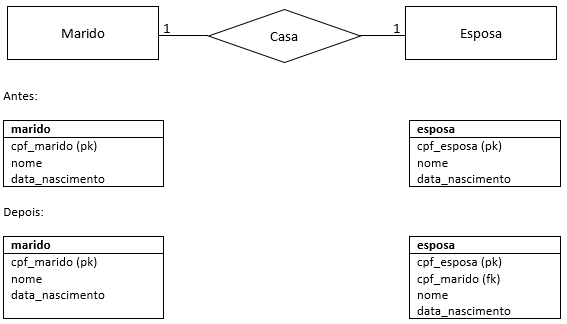 Marido 1 Casa 1 Esposa
Antes:
marido
cpf_marido (pk)
nome
data_nascimento
esposa
cpf_esposa (pk)
nome
data_nascimento
Depois:
marido
cpf_marido (pk)
nome
data_nascimento
esposa
cpf_esposa (pk)
cpf_marido (fk)
nome
data_nascimento